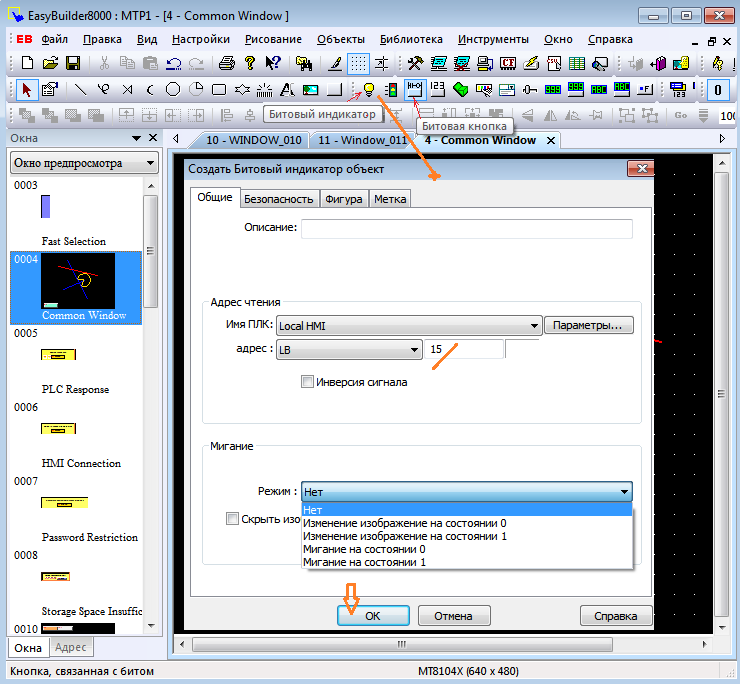 EasyBuilder8000 : MTP1 - [4 - Common Window ]
EB Файл Правка Вид Настройки Рисование Объекты Библиотека Инструменты Окно Справка
Битовый индикатор
Битовая кнопка
Go
100
Окна
10 - WINDOW_010 11 - Window_011 4 - Common Window
Окно предпросмотра
0003
Fast Selection
0004
Common Window
0005
PLC Response
0006
HMI Connection
0007
Password Restriction
0008
Storage Space Insuffic
0010
Окна Адрес
Создать Битовый индикатор объект
Общие Безопасность Фигура Метка
Описание:
Адрес чтения
Имя ПЛК: Local HMI Параметры...
адрес : LB 15
Инверсия сигнала
Мигание
Режим : Нет
Скрыть изо
Нет
Изменение изображение на состоянии 0
Изменение изображение на состоянии 1
Мигание на состоянии 0
Мигание на состоянии 1
OK Отмена Справка
Кнопка, связанная с битом MT8104X (640 x 480)